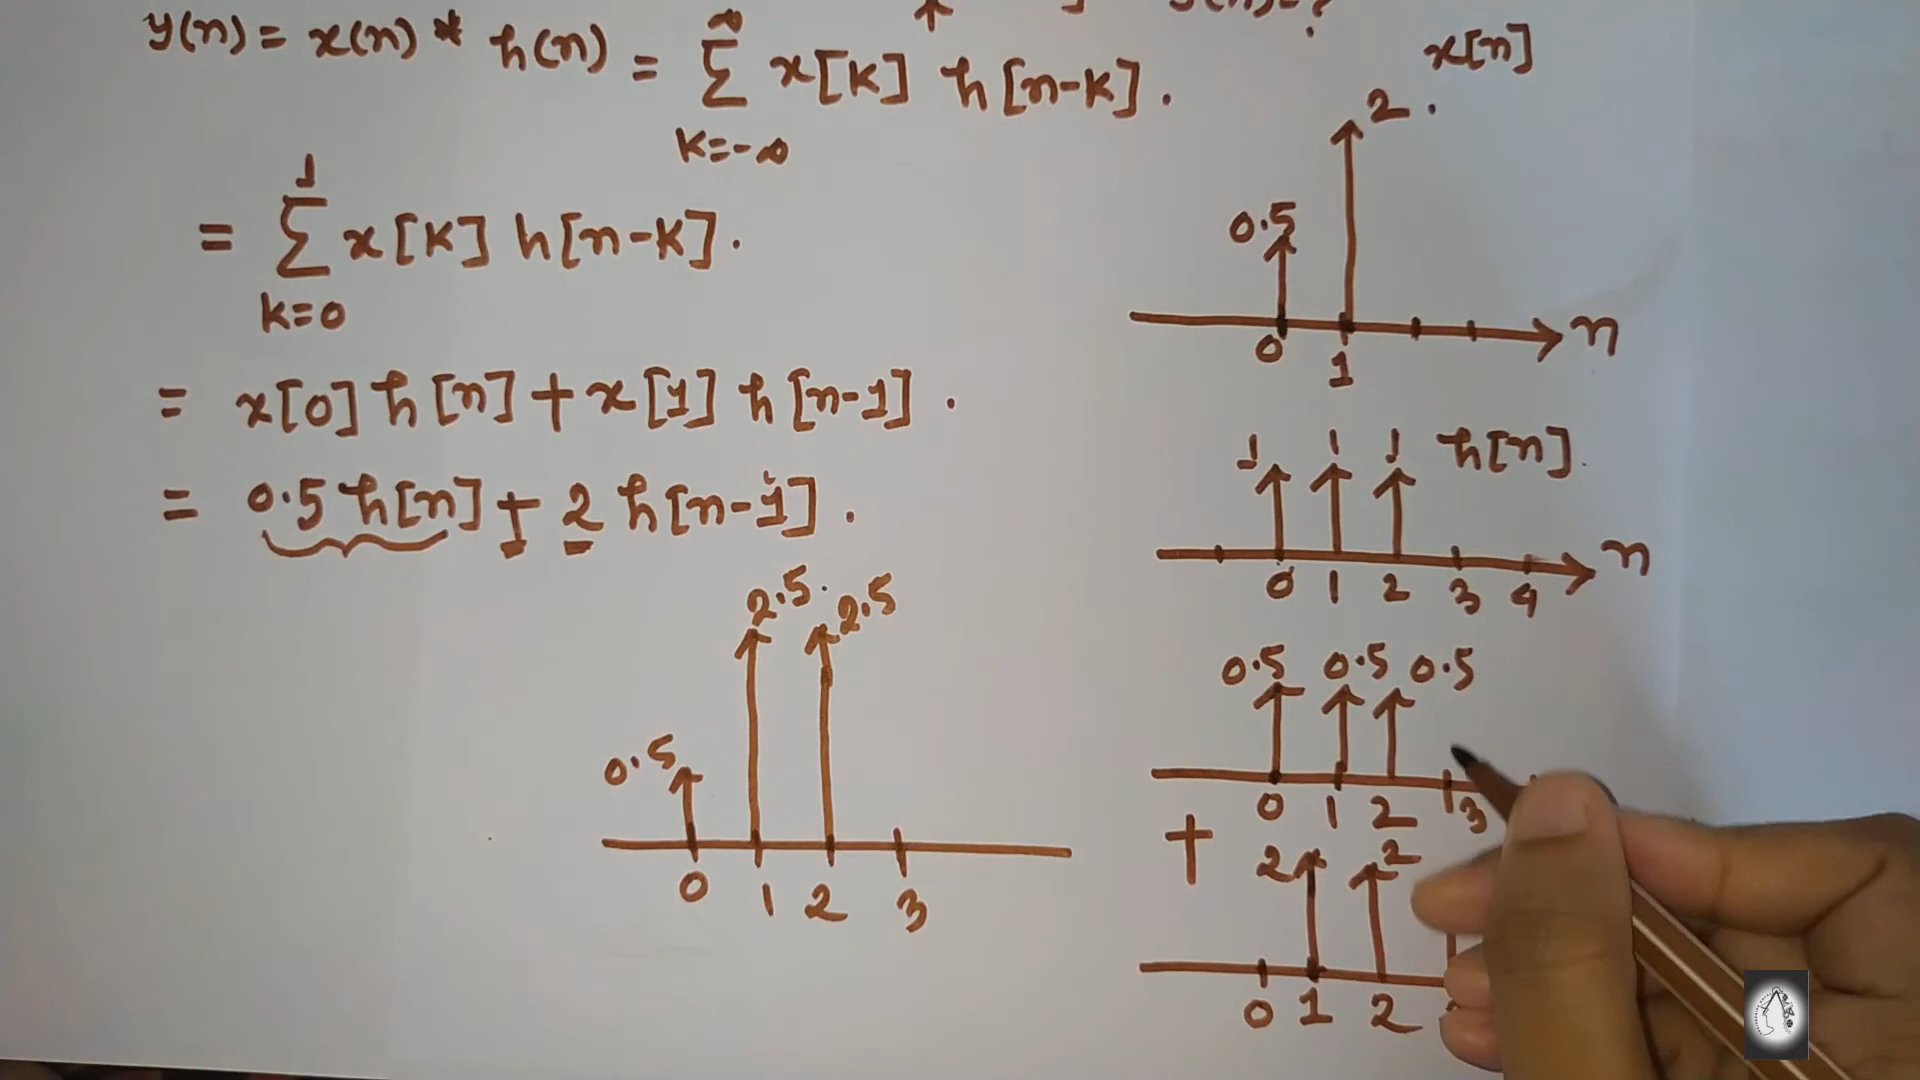 y(n)=?
y(n) = x(n) * h(n) = ∞ Σ k=-∞ x[k] h[n-k].
= 1 Σ k=0 x[k] h[n-k].
= x[0] h[n] + x[1] h[n-1].
= 0.5 h[n] + 2 h[n-1].
0.5 2.5 2.5
0 1 2 3
x[n]
0.5 2.
0 1 n
1 1 1 h[n].
0 1 2 3 4 n
0.5 0.5 0.5
0 1 2 3
+ 2 2
0 1 2